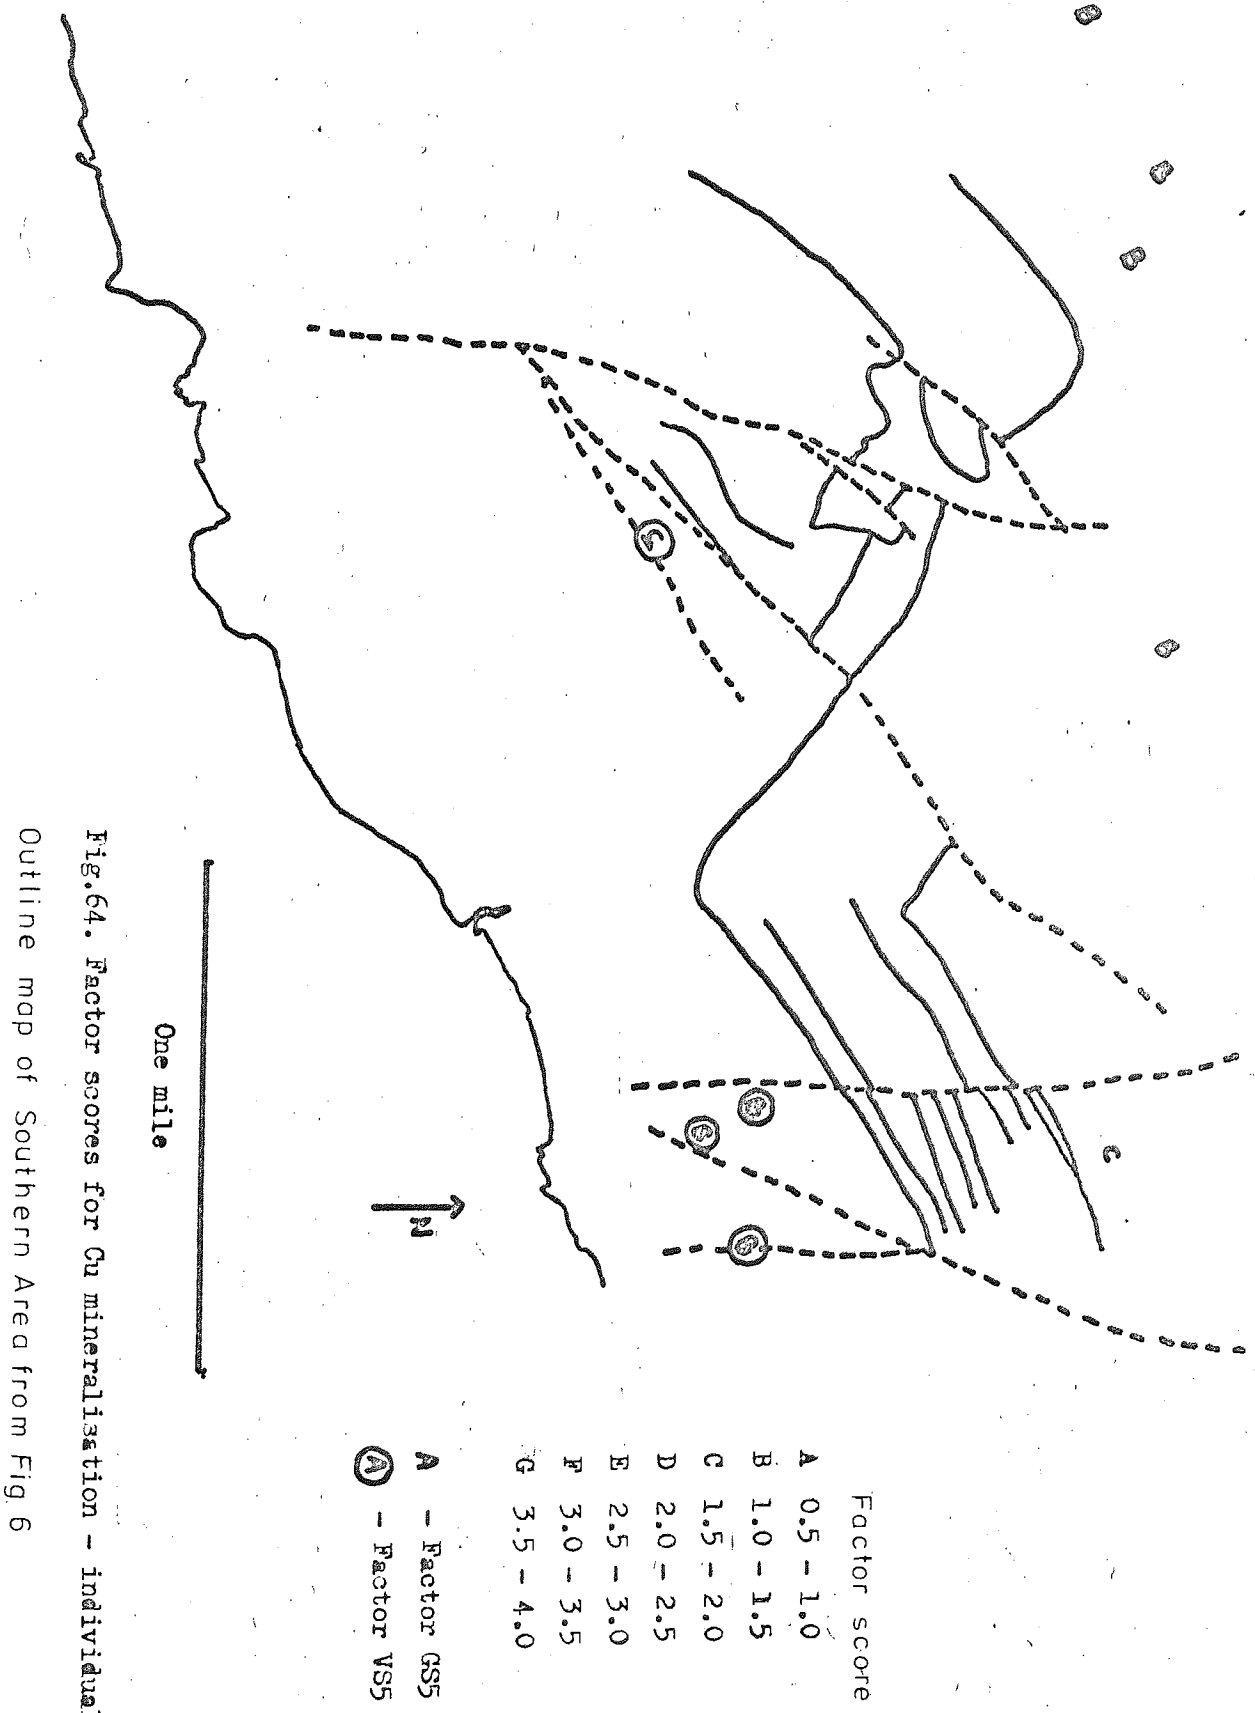 Factor score
A 0.5 - 1.0
B 1.0 - 1.5
C 1.5 - 2.0
D 2.0 - 2.5
E 2.5 - 3.0
F 3.0 - 3.5
G 3.5 - 4.0
A - Factor GS5
A - Factor VS5
C
N
One mile
Fig.64. Factor scores for Cu mineralisation - individual
Outline map of Southern Area from Fig 6